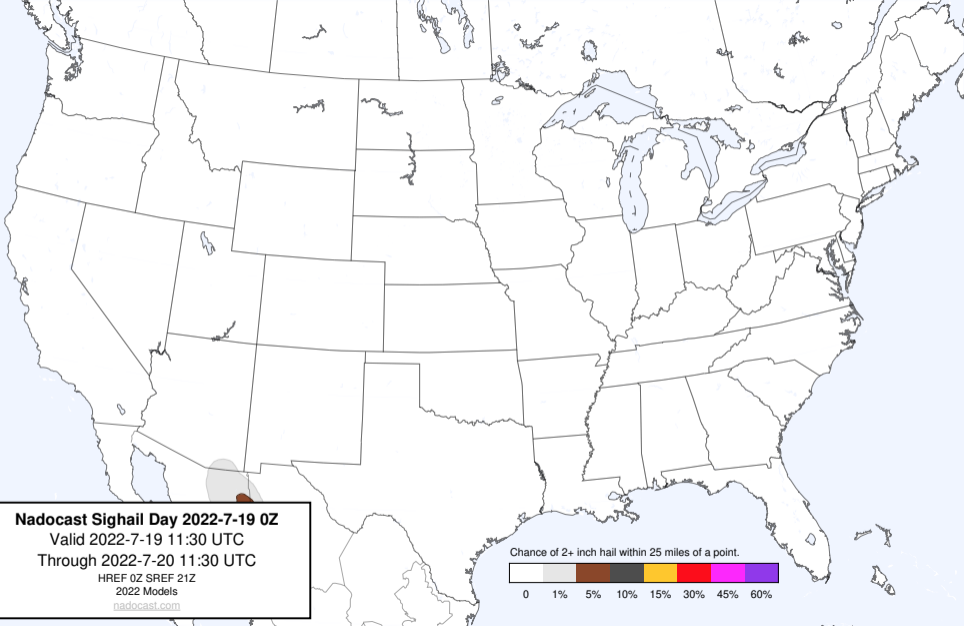 Nadocast Sighail Day 2022-7-19 0Z
Valid 2022-7-19 11:30 UTC
Through 2022-7-20 11:30 UTC
HREF 0Z SREF 21Z
2022 Models
nadocast.com
Chance of 2+ inch hail within 25 miles of a point.
0 1% 5% 10% 15% 30% 45% 60%